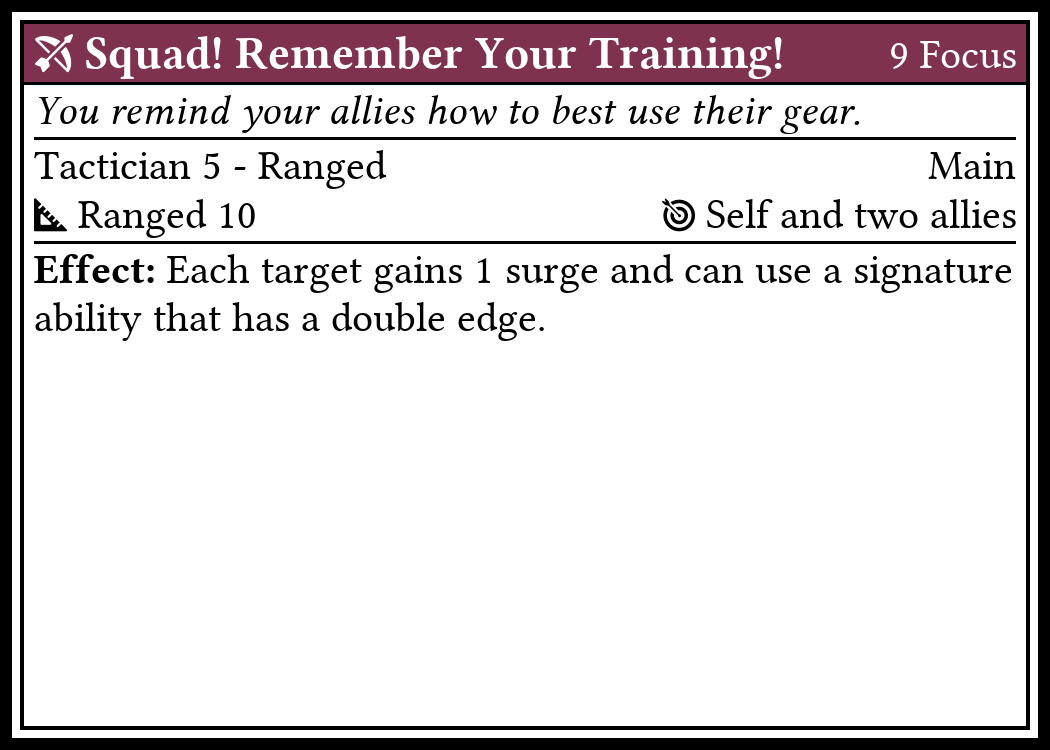 Squad! Remember Your Training! 9 Focus
You remind your allies how to best use their gear.
Tactician 5 - Ranged Main
Ranged 10 Self and two allies
Effect: Each target gains 1 surge and can use a signature
ability that has a double edge.